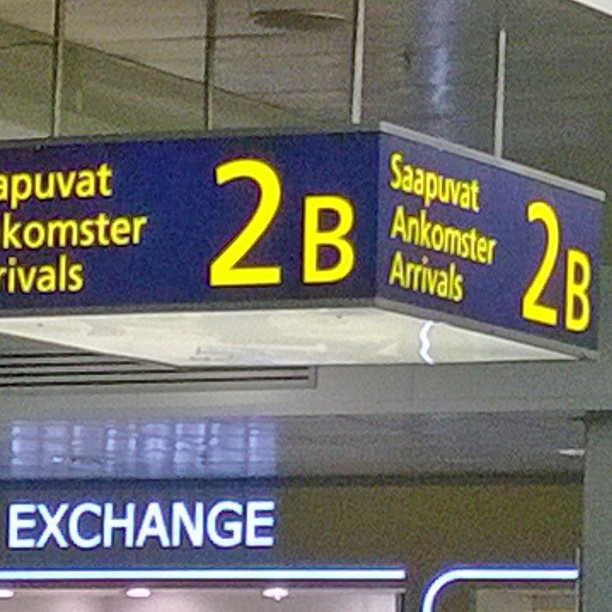 apuvat
komster
rivals
2B
Saapuvat
Ankomster
Arrivals
2B
EXCHANGE